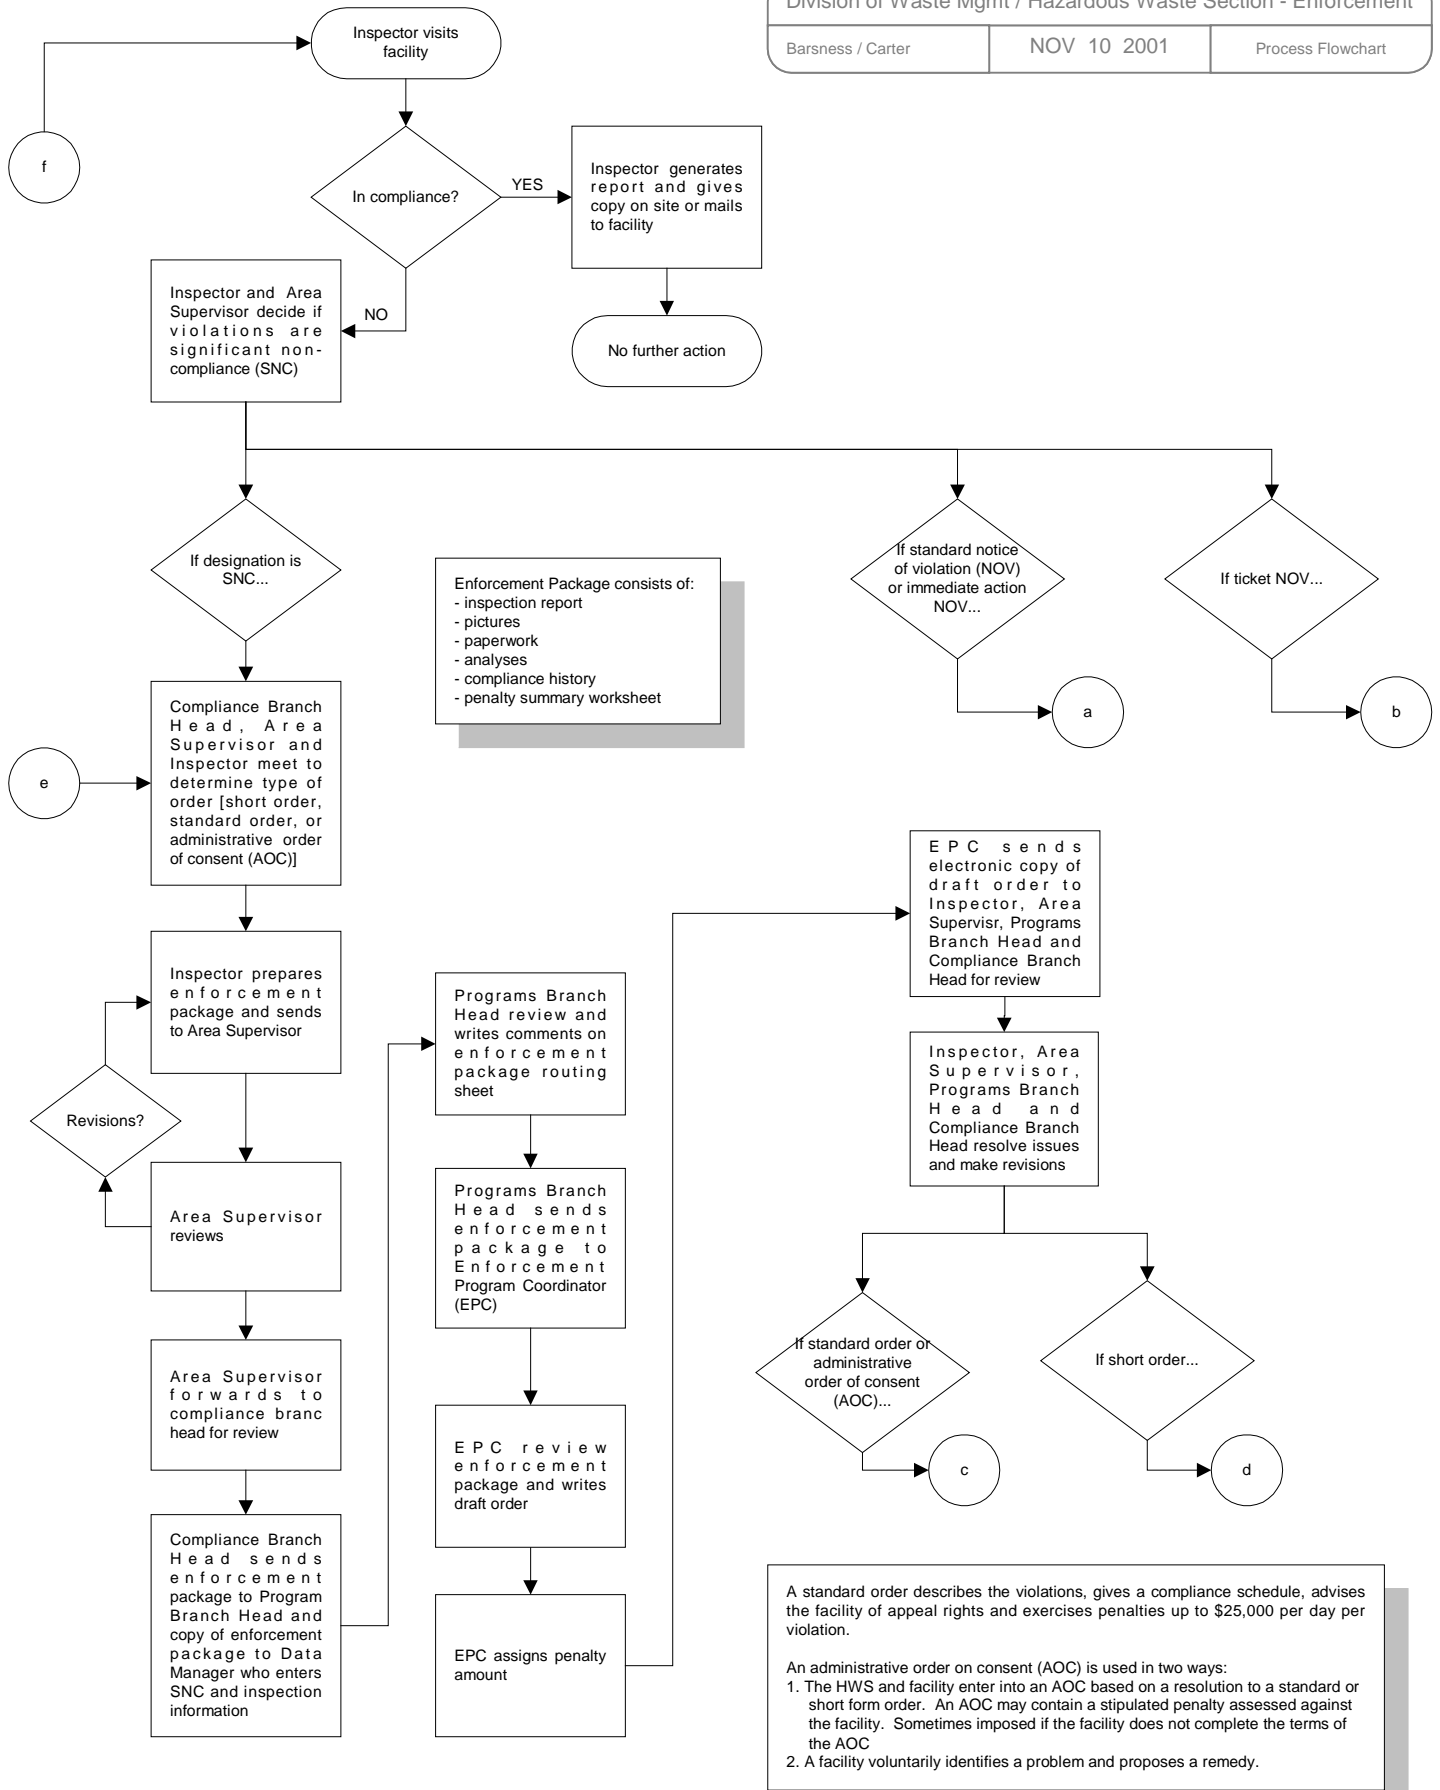 Division of Waste Mgmt / Hazardous Waste Section - Enforcement
Barsness / Carter
NOV 10 2001
Process Flowchart
Inspector visits
facility
f
In compliance?
YES
Inspector generates
report and gives
copy on site or mails
to facility
NO
Inspector and Area
Supervisor decide if
violations are
significant non-
compliance (SNC)
No further action
If designation is
SNC...
Enforcement Package consists of:
- inspection report
- pictures
- paperwork
- analyses
- compliance history
- penalty summary worksheet
If standard notice
of violation (NOV)
or immediate action
NOV...
If ticket NOV...
a
b
e
Compliance Branch
Head, Area
Supervisor and
Inspector meet to
determine type of
order [short order,
standard order, or
administrative order
of consent (AOC)]
Inspector prepares
enforcement
package and sends
to Area Supervisor
Revisions?
Area Supervisor
reviews
Area Supervisor
forwards to
compliance branc
head for review
Compliance Branch
Head sends
enforcement
package to Program
Branch Head and
copy of enforcement
package to Data
Manager who enters
SNC and inspection
information
Programs Branch
Head review and
writes comments on
enforcement
package routing
sheet
Programs Branch
Head sends
enforcement
package to
Enforcement
Program Coordinator
(EPC)
EPC review
enforcement
package and writes
draft order
EPC assigns penalty
amount
EPC sends
electronic copy of
draft order to
Inspector, Area
Supervisr, Programs
Branch Head and
Compliance Branch
Head for review
Inspector, Area
Supervisor,
Programs Branch
Head and
Compliance Branch
Head resolve issues
and make revisions
If standard order or
administrative
order of consent
(AOC)...
If short order...
c
d
A standard order describes the violations, gives a compliance schedule, advises
the facility of appeal rights and exercises penalties up to $25,000 per day per
violation.
An administrative order on consent (AOC) is used in two ways:
1. The HWS and facility enter into an AOC based on a resolution to a standard or
short form order. An AOC may contain a stipulated penalty assessed against
the facility. Sometimes imposed if the facility does not complete the terms of
the AOC
2. A facility voluntarily identifies a problem and proposes a remedy.